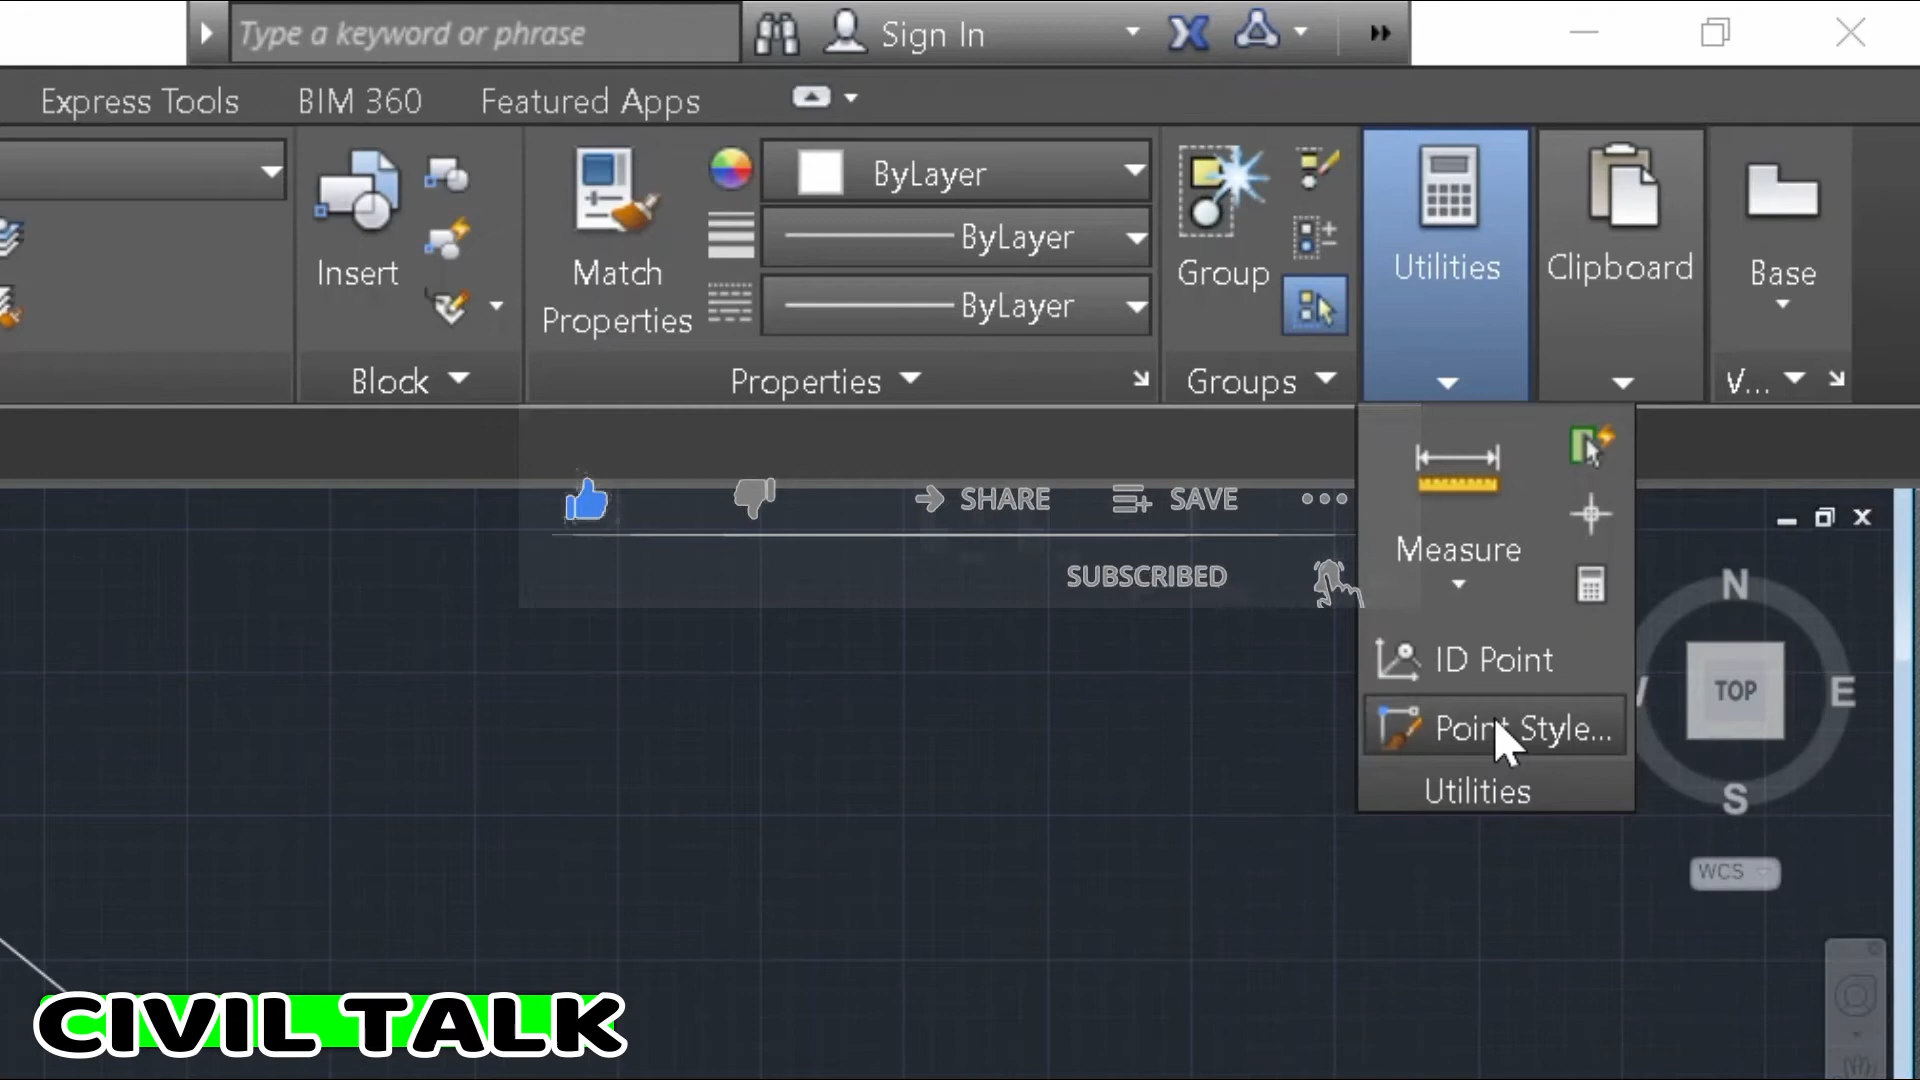 Type a keyword or phrase
Sign In
Express Tools
BIM 360
Featured Apps
ByLayer
ByLayer
ByLayer
Insert
Match
Properties
Group
Utilities
Clipboard
Base
Block
Properties
Groups
V...
SHARE
SAVE
SUBSCRIBED
Measure
ID Point
Point Style...
Utilities
N
TOP
E
S
WCS
CIVIL TALK